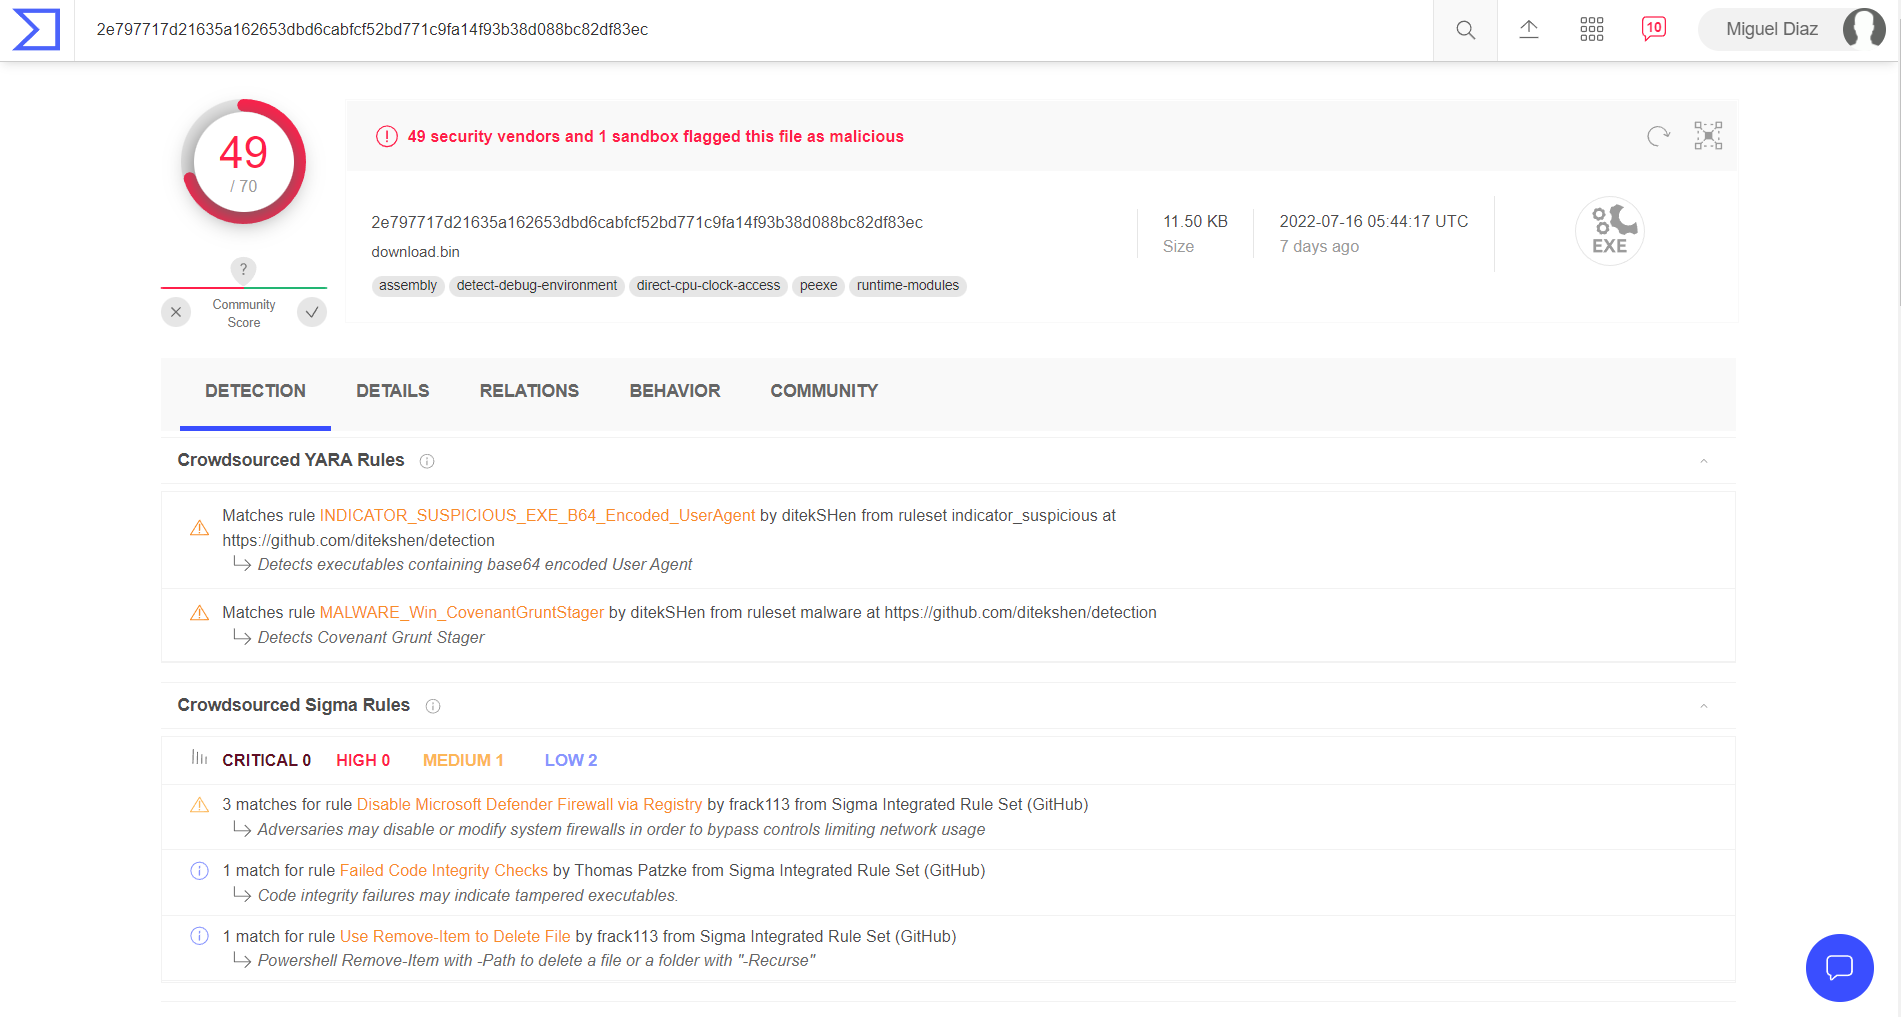 2e797717d21635a162653dbd6cabfcf52bd771c9fa14f93b38d088bc82df83ec
10
Miguel Diaz
49
/ 70
49 security vendors and 1 sandbox flagged this file as malicious
2e797717d21635a162653dbd6cabfcf52bd771c9fa14f93b38d088bc82df83ec
download.bin
assembly detect-debug-environment direct-cpu-clock-access peexe runtime-modules
11.50 KB
Size
2022-07-16 05:44:17 UTC
7 days ago
EXE
?
Community
Score
DETECTION DETAILS RELATIONS BEHAVIOR COMMUNITY
Crowdsourced YARA Rules
Matches rule INDICATOR_SUSPICIOUS_EXE_B64_Encoded_UserAgent by ditekSHen from ruleset indicator_suspicious at
https://github.com/ditekshen/detection
Detects executables containing base64 encoded User Agent
Matches rule MALWARE_Win_CovenantGruntStager by ditekSHen from ruleset malware at https://github.com/ditekshen/detection
Detects Covenant Grunt Stager
Crowdsourced Sigma Rules
CRITICAL 0 HIGH 0 MEDIUM 1 LOW 2
3 matches for rule Disable Microsoft Defender Firewall via Registry by frack113 from Sigma Integrated Rule Set (GitHub)
Adversaries may disable or modify system firewalls in order to bypass controls limiting network usage
1 match for rule Failed Code Integrity Checks by Thomas Patzke from Sigma Integrated Rule Set (GitHub)
Code integrity failures may indicate tampered executables.
1 match for rule Use Remove-Item to Delete File by frack113 from Sigma Integrated Rule Set (GitHub)
Powershell Remove-Item with -Path to delete a file or a folder with "-Recurse"